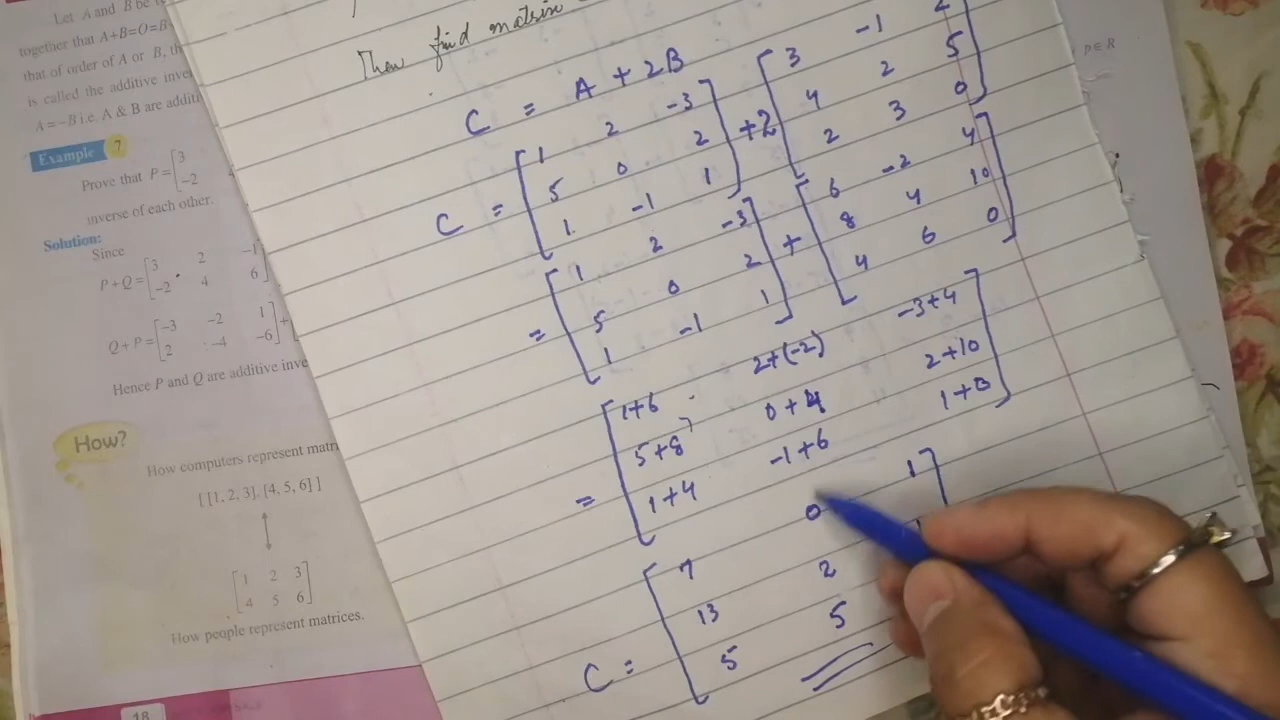 Let A and B be
together that A+B=O=B
that of order of A or B, th
is called the additive inve
A = −B i.e. A & B are additi
Example 7
Prove that P = [3
−2
inverse of each other.
Solution:
Since
P+Q = [3 2 −1
−2 4 6]
Q+P = [−3 −2 1
2 −4 −6] +
Hence P and Q are additive inve
How?
How computers represent matri
[ [1, 2, 3], [4, 5, 6] ]
[1 2 3
4 5 6]
How people represent matrices.
18
p ∈ R
Then find matrix
C = A + 2B
C = [1 2 -3 ] +2 [3 -1 2 ]
5 0 2 4 2 5
1 -1 1 2 3 0
= [1 2 -3 ] + [6 -2 4 ]
5 0 2 8 4 10
1 -1 1 4 6 0
= [1+6 2+(-2) -3+4 ]
5+8 0+4 2+10
1+4 -1+6 1+0
C = [7 0 1 ]
13 2
5 5